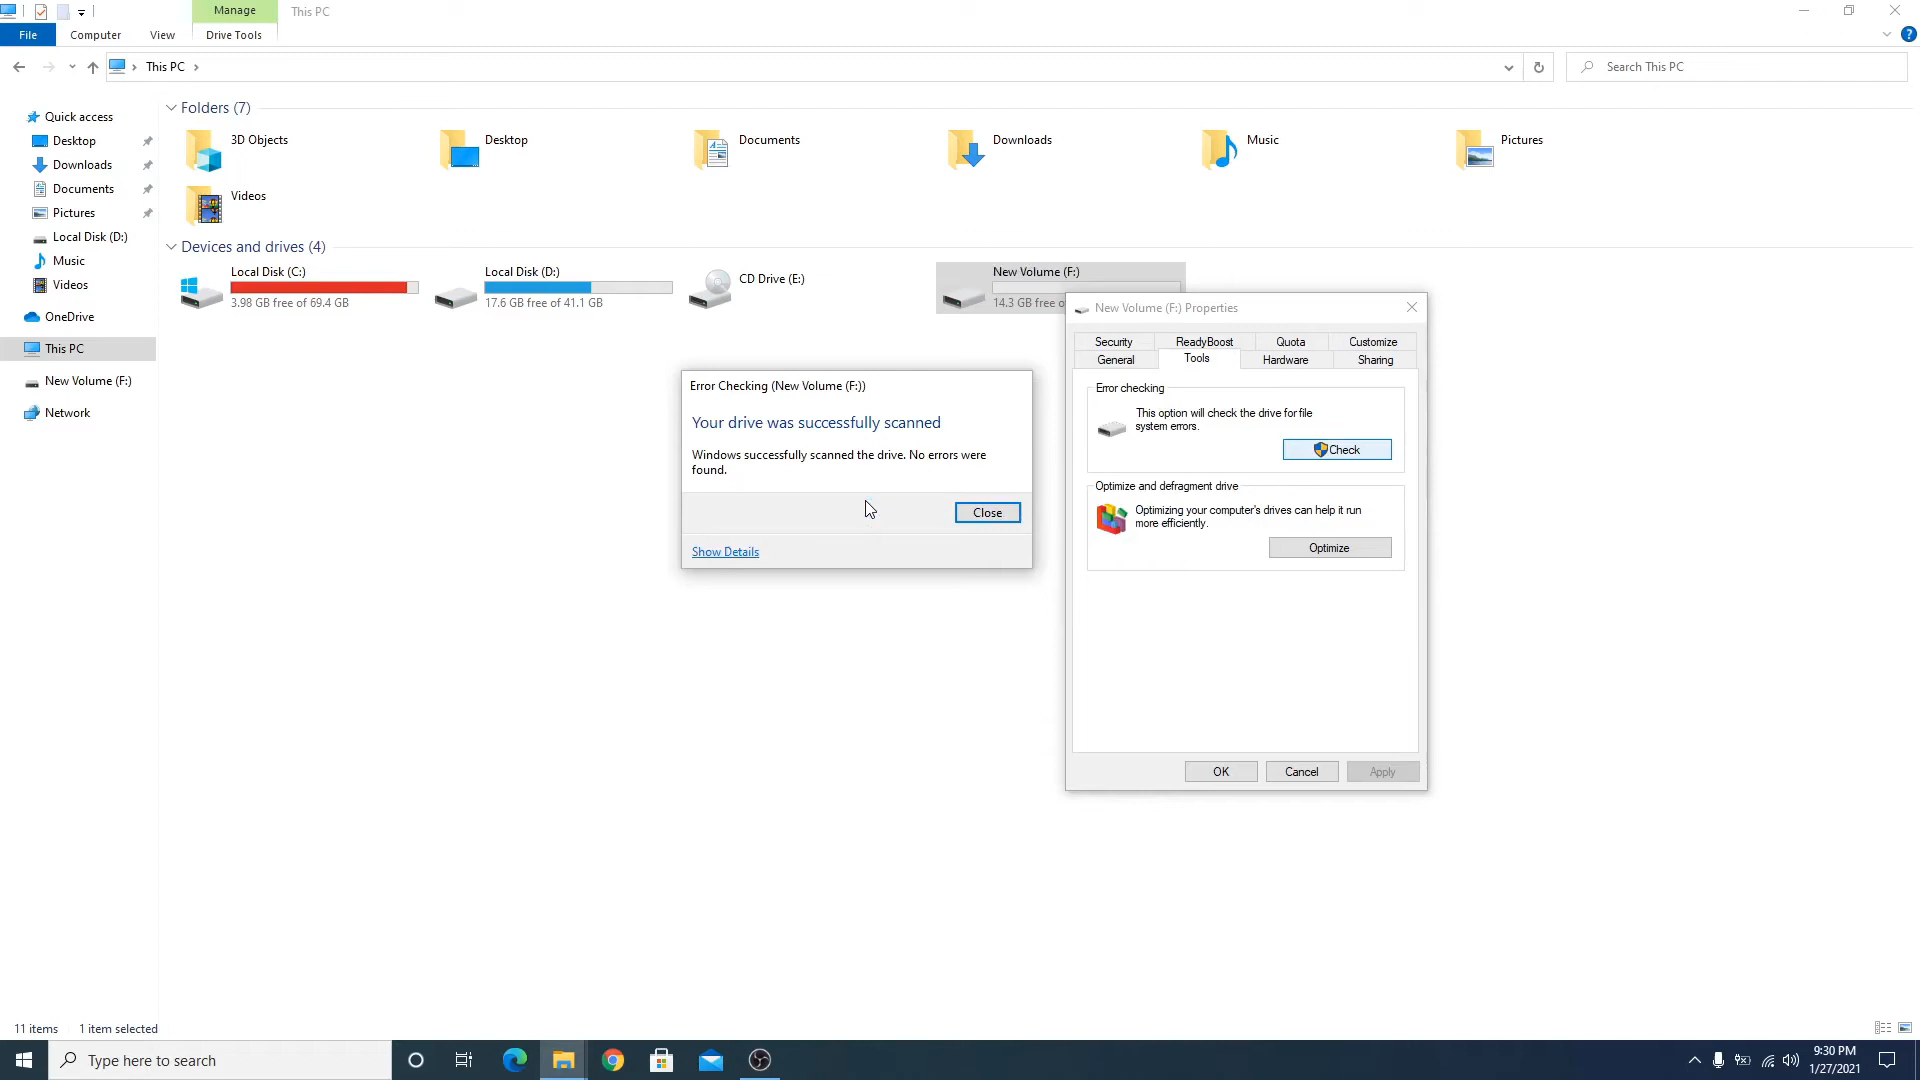 Manage
This PC
File
Computer
View
Drive Tools
This PC
Search This PC
Quick access
Desktop
Downloads
Documents
Pictures
Local Disk (D:)
Music
Videos
OneDrive
This PC
New Volume (F:)
Network
Folders (7)
3D Objects
Desktop
Documents
Downloads
Music
Pictures
Videos
Devices and drives (4)
Local Disk (C:)
3.98 GB free of 69.4 GB
Local Disk (D:)
17.6 GB free of 41.1 GB
CD Drive (E:)
New Volume (F:)
14.3 GB free o
Error Checking (New Volume (F:))
Your drive was successfully scanned
Windows successfully scanned the drive. No errors were
found.
Close
Show Details
New Volume (F:) Properties
Security
ReadyBoost
Quota
Customize
General
Tools
Hardware
Sharing
Error checking
This option will check the drive for file
system errors.
Check
Optimize and defragment drive
Optimizing your computer's drives can help it run
more efficiently.
Optimize
OK
Cancel
Apply
11 items
1 item selected
Type here to search
9:30 PM
1/27/2021